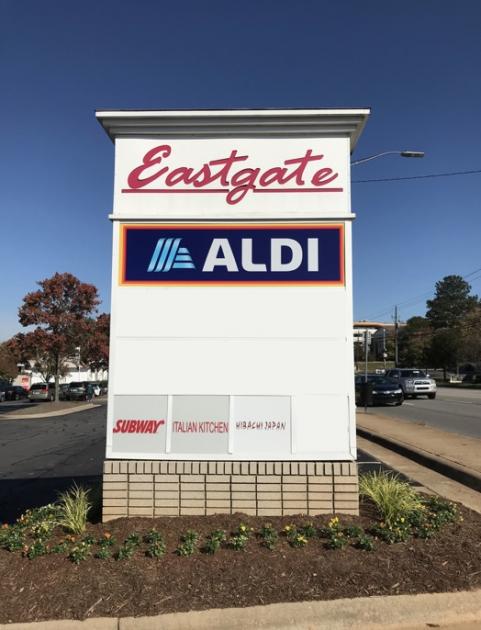 Eastgate
ALDI
SUBWAY
ITALIAN KITCHEN
HIBACHI JAPAN